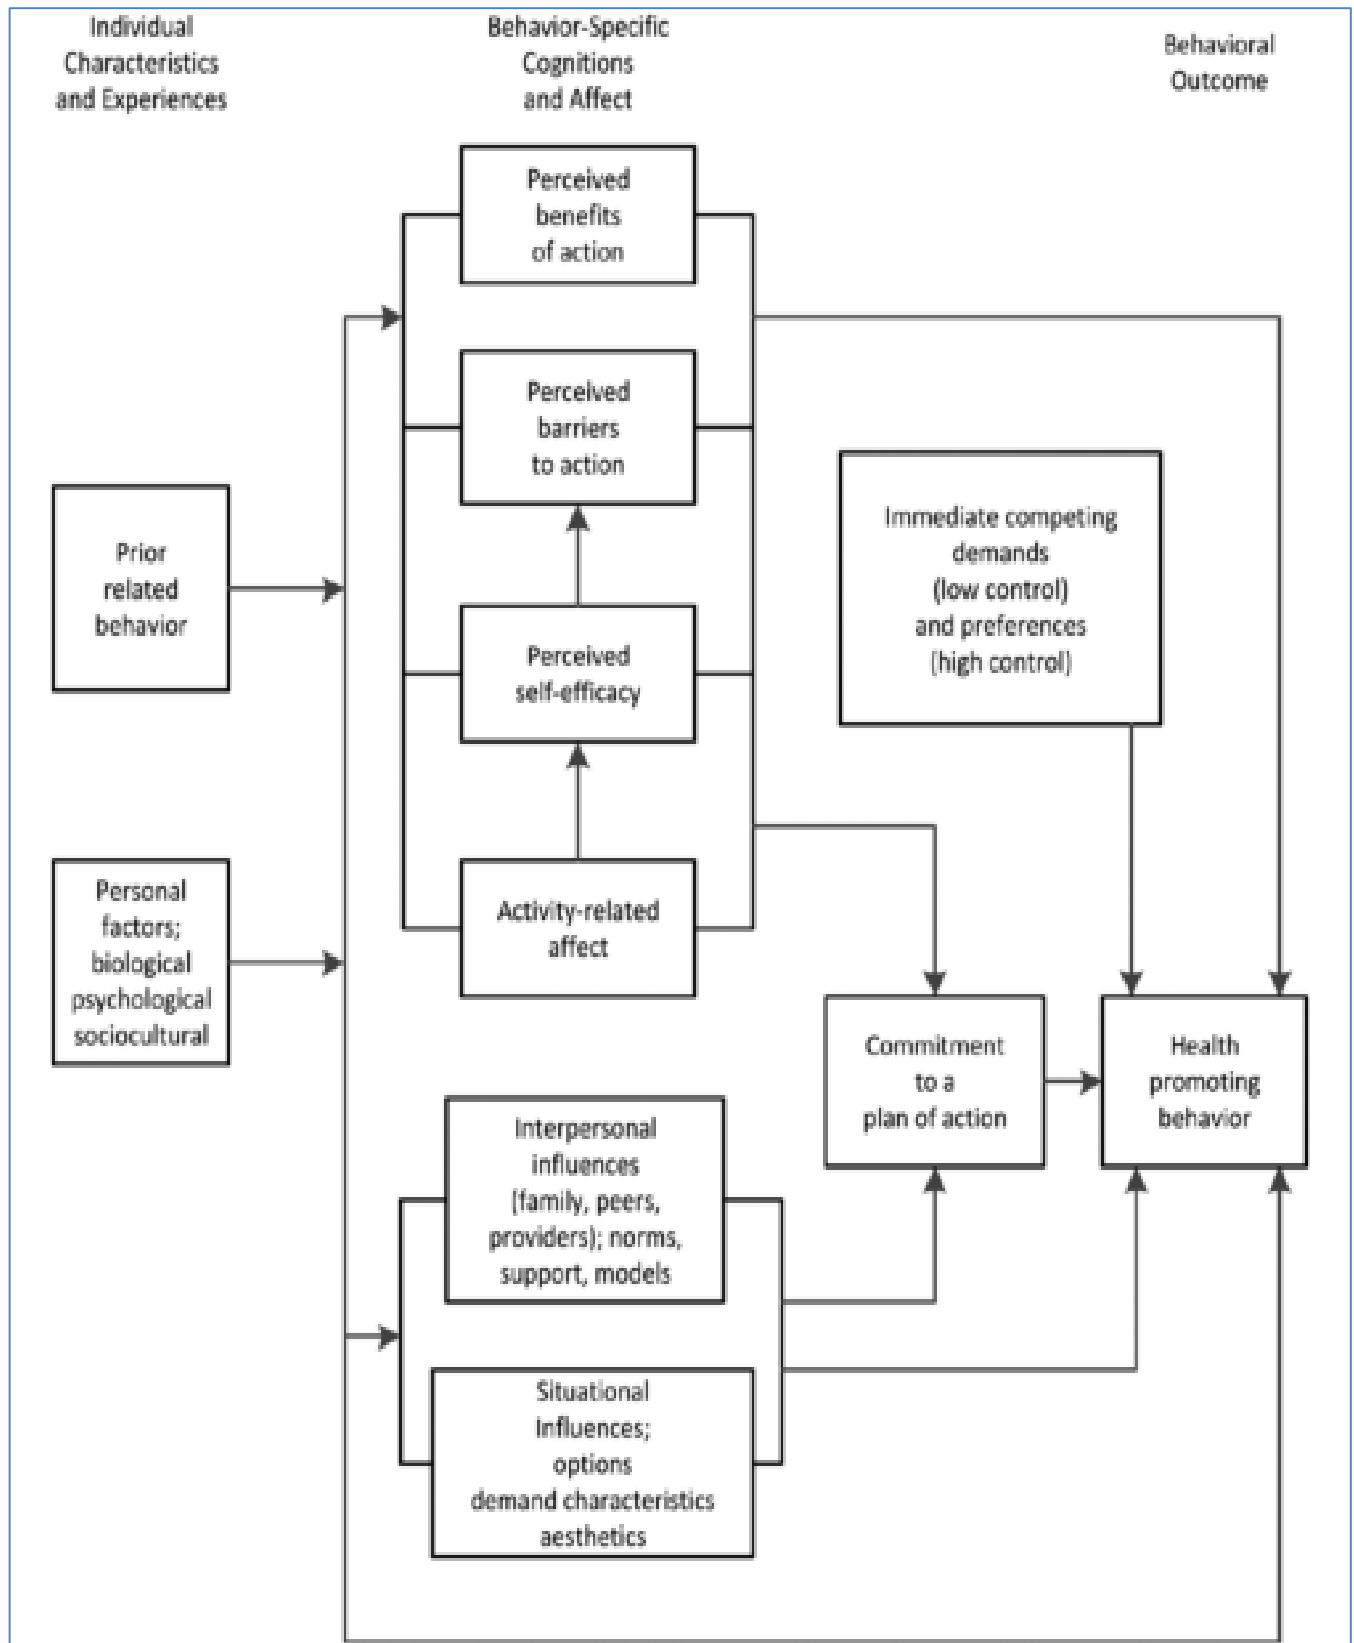 Individual
Characteristics
and Experiences
Behavior-Specific
Cognitions
and Affect
Behavioral
Outcome
Perceived
benefits
of action
Perceived
barriers
to action
Prior
related
behavior
Immediate competing
demands
(low control)
and preferences
(high control)
Perceived
self-efficacy
Personal
factors;
biological
psychological
sociocultural
Activity-related
affect
Commitment
to a
plan of action
Health
promoting
behavior
Interpersonal
influences
(family, peers,
providers); norms,
support, models
Situational
Influences;
options
demand characteristics
aesthetics